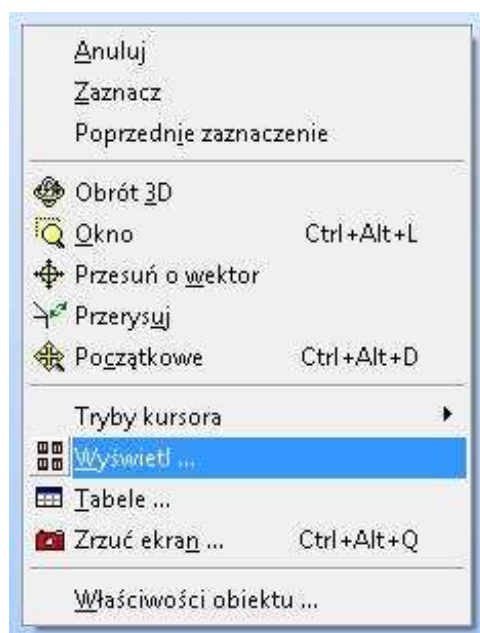 Anuluj
Zaznacz
Poprzednie zaznaczenie
Obrót 3D
Okno Ctrl+Alt+L
Przesuń o wektor
Przerysuj
Początkowe Ctrl+Alt+D
Tryby kursora
Wyświetl ...
Tabele ...
Zrzuć ekran ... Ctrl+Alt+Q
Właściwości obiektu ...